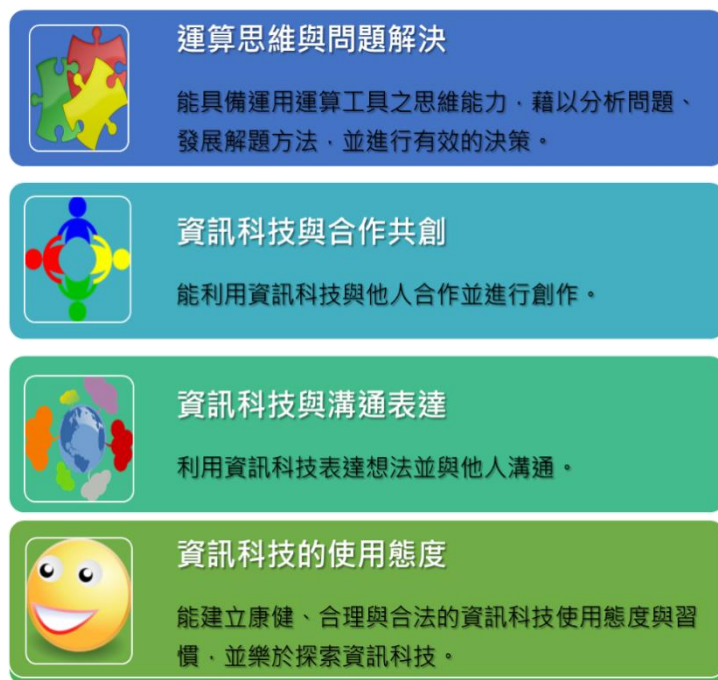 運算思維與問題解決
能具備運用運算工具之思維能力，藉以分析問題、
發展解題方法，並進行有效的決策。
資訊科技與合作共創
能利用資訊科技與他人合作並進行創作。
資訊科技與溝通表達
利用資訊科技表達想法並與他人溝通。
資訊科技的使用態度
能建立康健、合理與合法的資訊科技使用態度與習
慣，並樂於探索資訊科技。